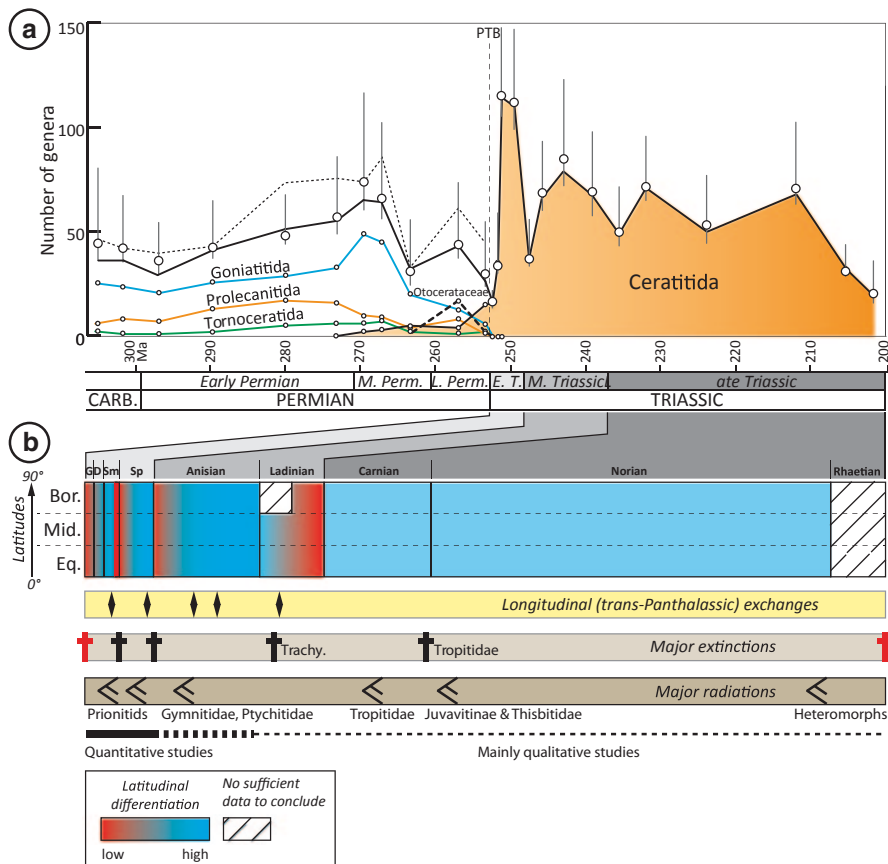 a
150
PTB
100
Number of genera
50
Goniatitida
Otocerataceae
Prolecanitida
Ceratitida
Tornoceratida
0
300 Ma 290 280 270 260 250 240 230 220 210 200
Early Permian M. Perm. L. Perm. E. T. M. Triassic L ate Triassic
CARB. PERMIAN TRIASSIC
b
G D Sm Sp Anisian Ladinian Carnian Norian Rhaetian
90°
Bor.
Latitudes
Mid.
Eq.
0°
Longitudinal (trans-Panthalassic) exchanges
Trachy. Tropitidae Major extinctions
Major radiations
Prionitids Gymnitidae, Ptychitidae Tropitidae Juvavitinae & Thisbitidae Heteromorphs
Quantitative studies Mainly qualitative studies
Latitudinal differentiation
No sufficient data to conclude
low high